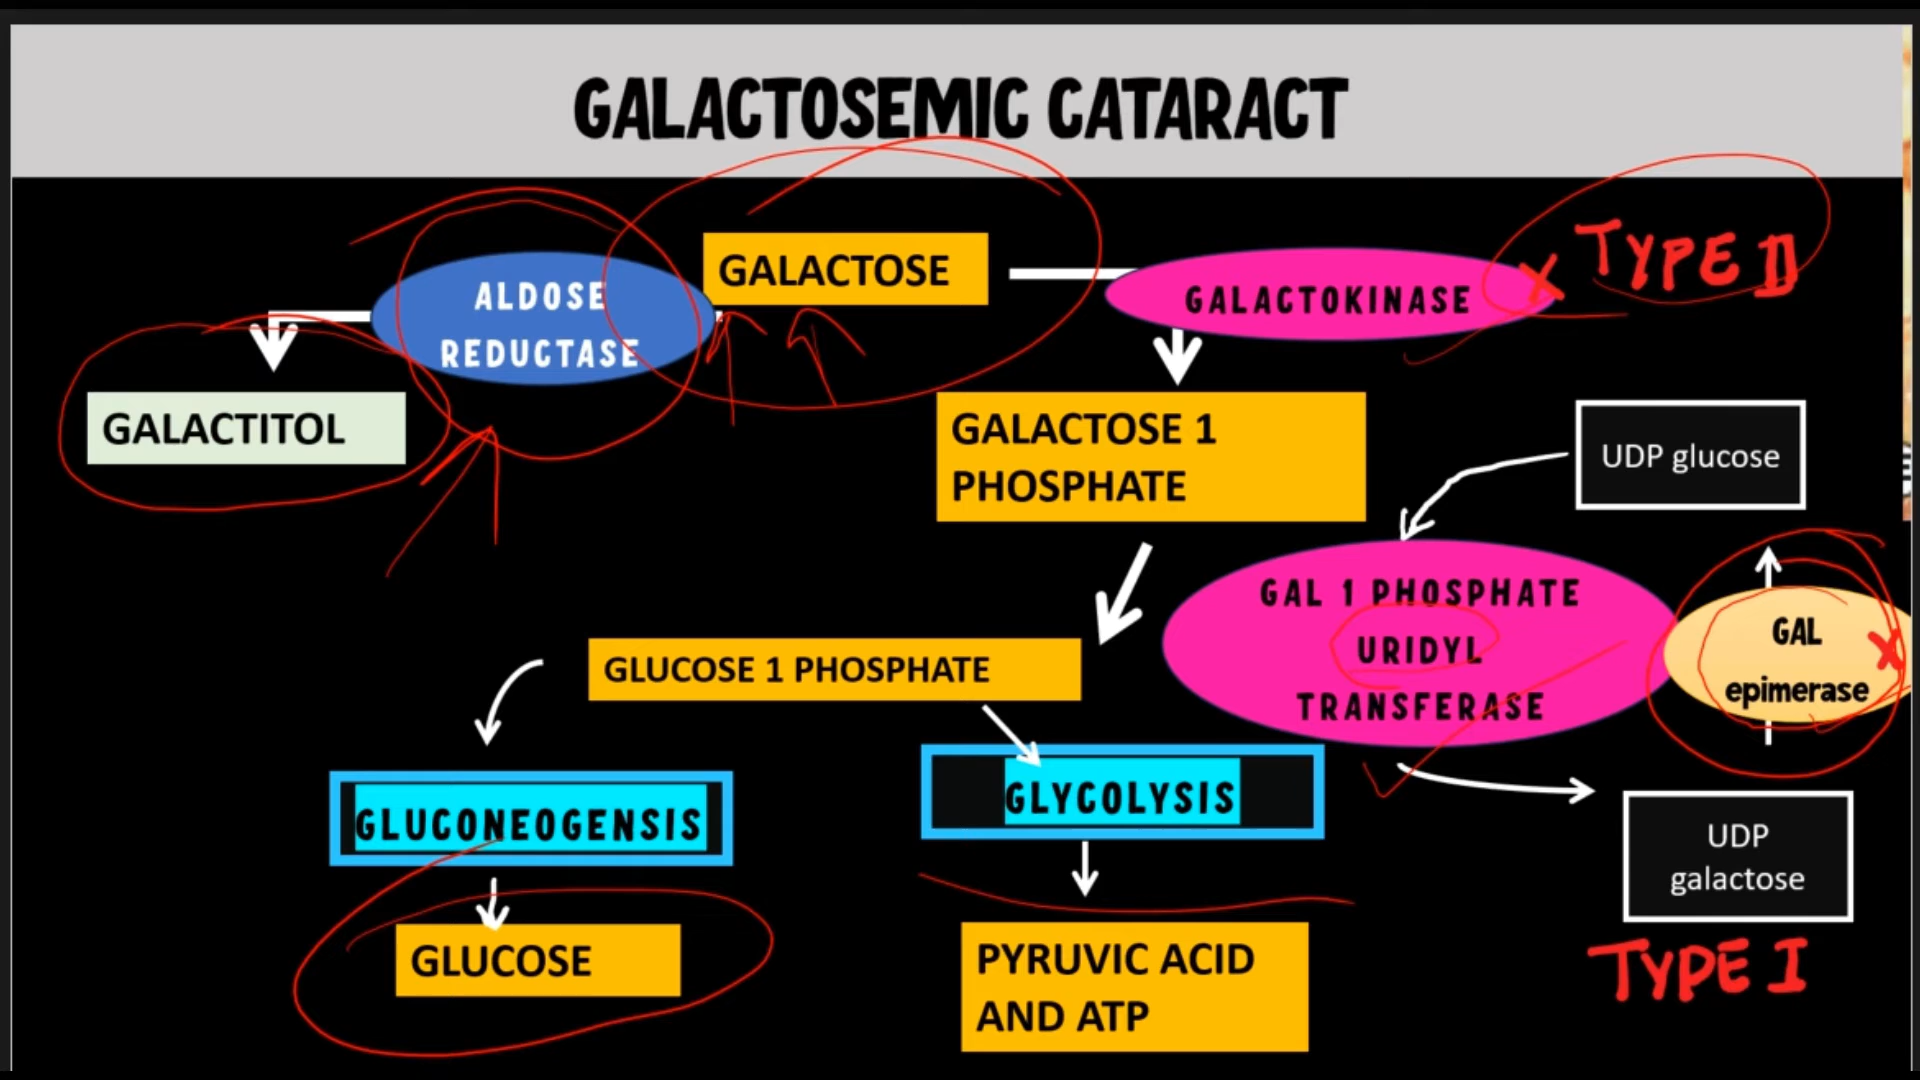 GALACTOSEMIC CATARACT
GALACTOSE
ALDOSE
REDUCTASE
GALACTOKINASE
X TYPE II
GALACTITOL
GALACTOSE 1
PHOSPHATE
UDP glucose
GAL 1 PHOSPHATE
URIDYL
TRANSFERASE
GAL
epimerase
X
GLUCOSE 1 PHOSPHATE
GLUCONEOGENSIS
GLYCOLYSIS
UDP
galactose
GLUCOSE
PYRUVIC ACID
AND ATP
TYPE I